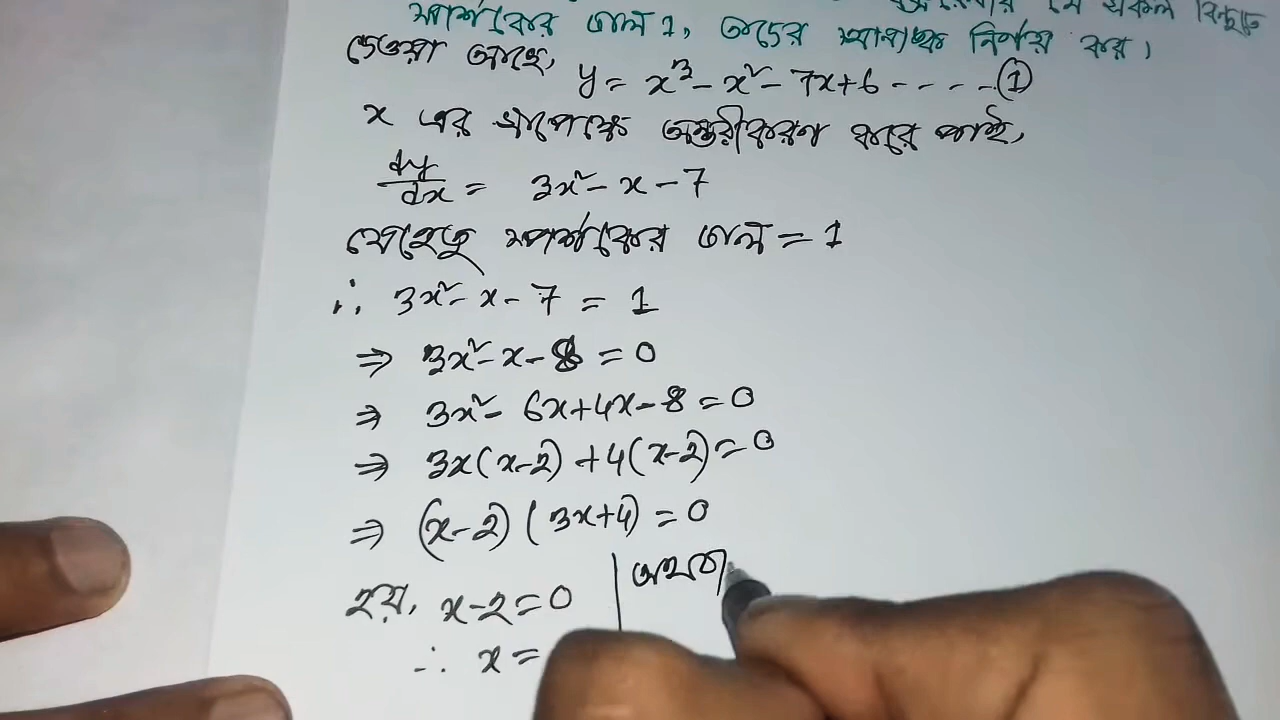 যে সকল বিন্দুতে
স্পর্শকের ঢাল 1, তাদের স্থানাঙ্ক নির্ণয় কর।
দেওয়া আছে,
y = x³ - x² - 7x + 6 - - - - - (1)
x এর সাপেক্ষে অন্তরীকরণ করে পাই,
dy/dx = 3x² - x - 7
যেহেতু স্পর্শকের ঢাল = 1
∴ 3x² - x - 7 = 1
⇒ 3x² - x - 8 = 0
⇒ 3x² - 6x + 4x - 8 = 0
⇒ 3x(x-2) + 4(x-2) = 0
⇒ (x-2) (3x+4) = 0
হয়, x-2 = 0 | অথবা
∴ x =